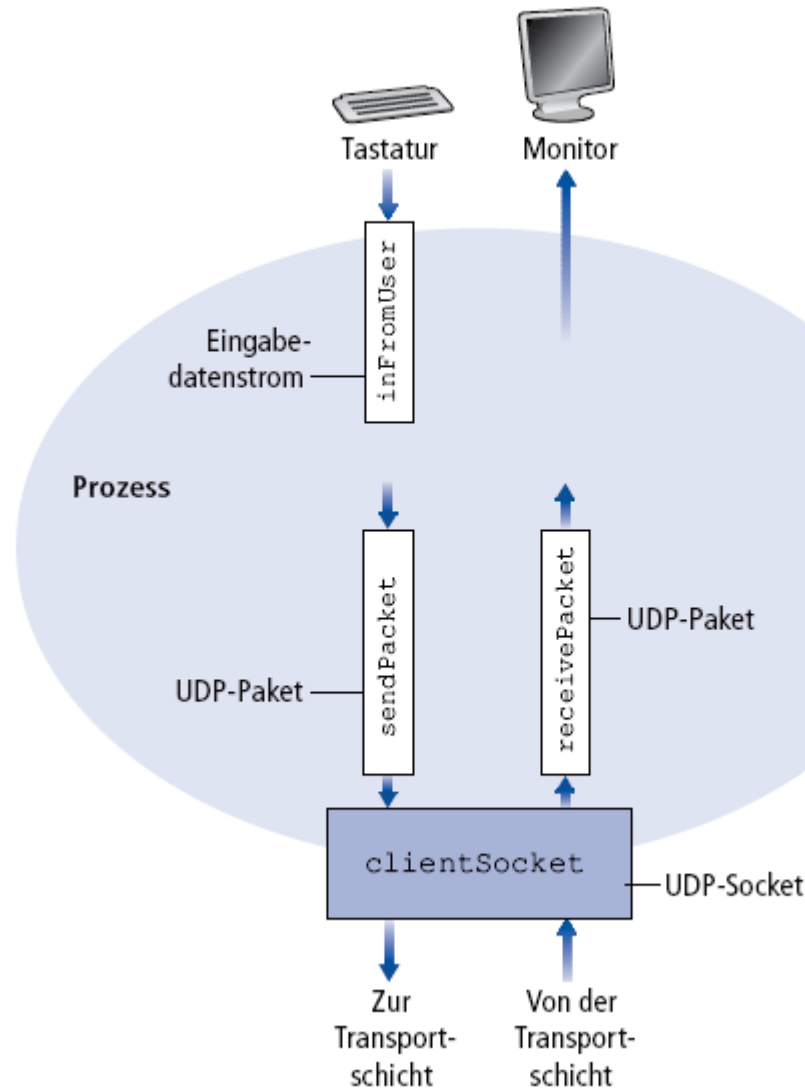 Tastatur
Monitor
inFromUser
Eingabe-
datenstrom
Prozess
sendPacket
receivePacket
UDP-Paket
UDP-Paket
clientSocket
UDP-Socket
Zur
Transport-
schicht
Von der
Transport-
schicht